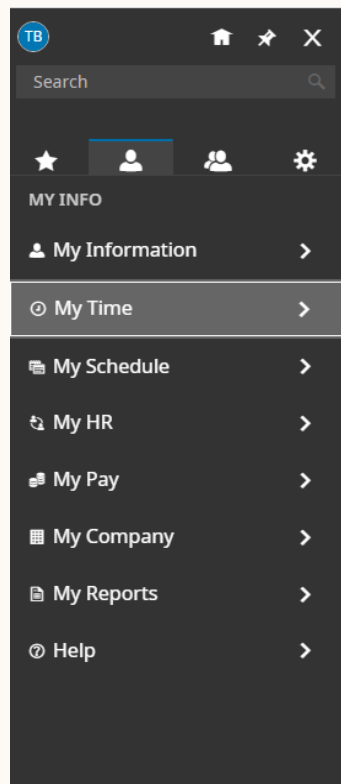 TB
Search
MY INFO
My Information
My Time
My Schedule
My HR
My Pay
My Company
My Reports
Help